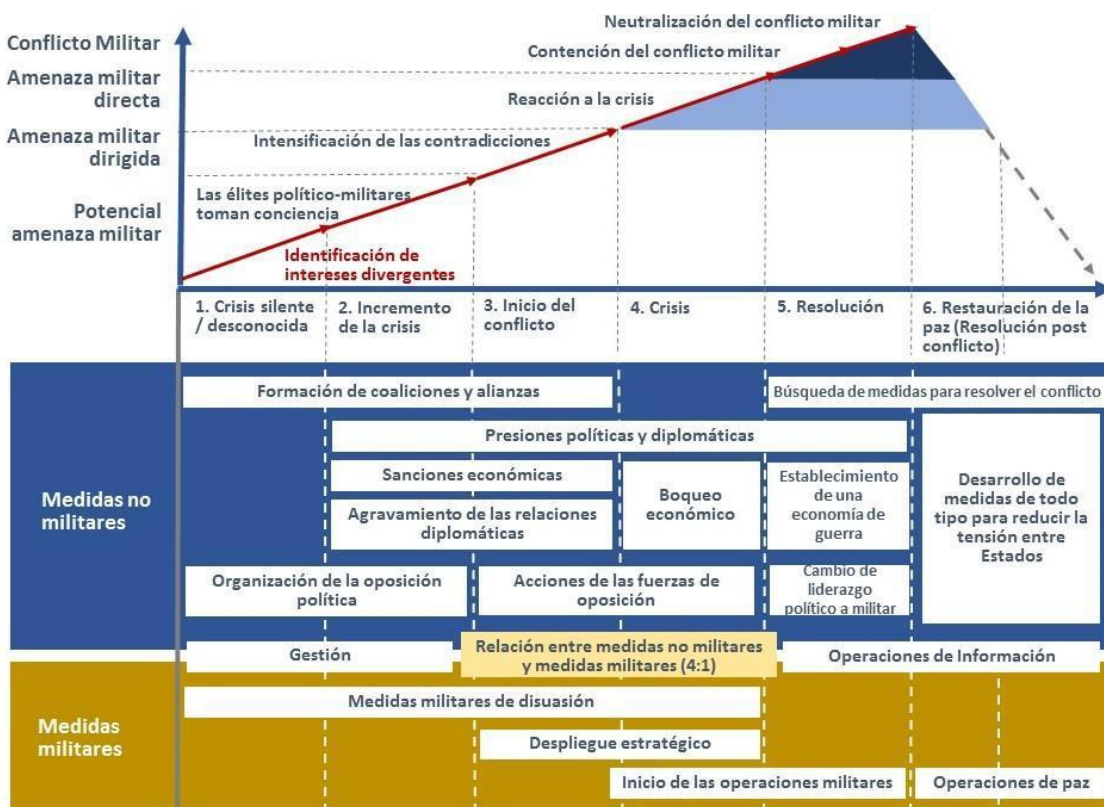 Neutralización del conflicto militar
Conflicto Militar
Contención del conflicto militar
Amenaza militar
directa
Reacción a la crisis
Amenaza militar
dirigida
Intensificación de las contradicciones
Las élites político-militares
toman conciencia
Potencial
amenaza militar
Identificación de
intereses divergentes
1. Crisis silente
/ desconocida
2. Incremento
de la crisis
3. Inicio del
conflicto
4. Crisis
5. Resolución
6. Restauración de la
paz (Resolución post
conflicto)
Medidas no
militares
Formación de coaliciones y alianzas
Búsqueda de medidas para resolver el conflicto
Presiones políticas y diplomáticas
Sanciones económicas
Agravamiento de las relaciones
diplomáticas
Boqueo
económico
Establecimiento
de una
economía de
guerra
Desarrollo de
medidas de todo
tipo para reducir la
tensión entre
Estados
Organización de la oposición
política
Acciones de las fuerzas de
oposición
Cambio de
liderazgo
político a militar
Gestión
Relación entre medidas no militares
y medidas militares (4:1)
Operaciones de Información
Medidas
militares
Medidas militares de disuasión
Despliegue estratégico
Inicio de las operaciones militares
Operaciones de paz